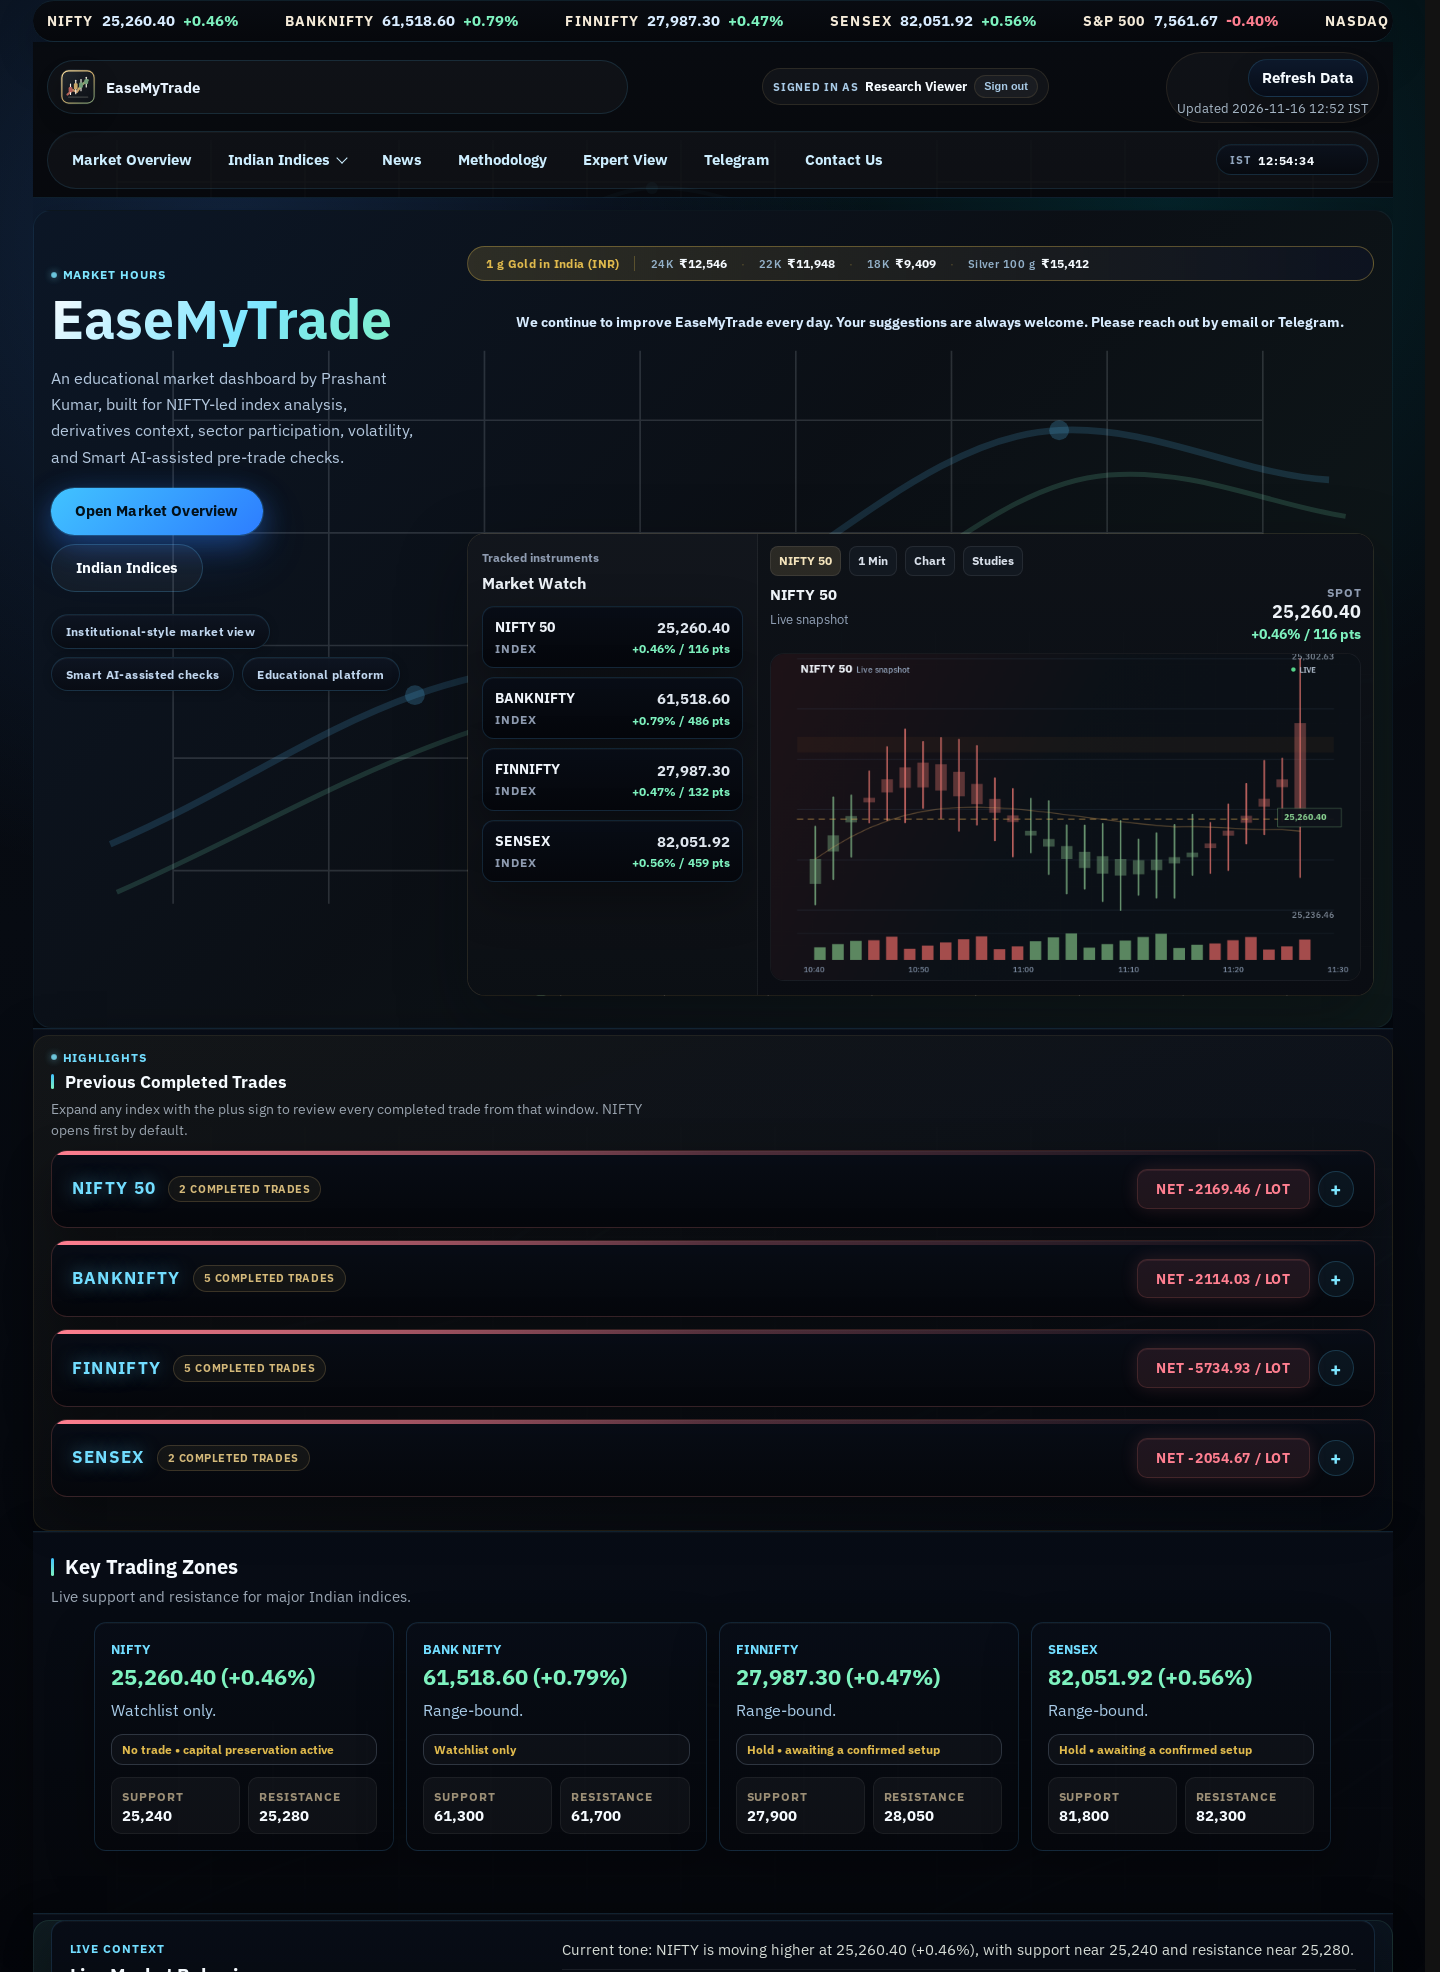 NIFTY 25,260.40 +0.46% BANKNIFTY 61,518.60 +0.79% FINNIFTY 27,987.30 +0.47% SENSEX 82,051.92 +0.56% S&P 500 7,561.67 -0.40% NASDAQ
EaseMyTrade
SIGNED IN AS Research Viewer Sign out
Refresh Data
Updated 2026-11-16 12:52 IST
Market Overview Indian Indices News Methodology Expert View Telegram Contact Us
IST 12:54:34
MARKET HOURS
EaseMyTrade
An educational market dashboard by Prashant
Kumar, built for NIFTY-led index analysis,
derivatives context, sector participation, volatility,
and Smart AI-assisted pre-trade checks.
Open Market Overview
Indian Indices
Institutional-style market view
Smart AI-assisted checks Educational platform
1 g Gold in India (INR) 24K ₹12,546 · 22K ₹11,948 · 18K ₹9,409 · Silver 100 g ₹15,412
We continue to improve EaseMyTrade every day. Your suggestions are always welcome. Please reach out by email or Telegram.
Tracked instruments
Market Watch
NIFTY 50 25,260.40
INDEX +0.46% / 116 pts
BANKNIFTY 61,518.60
INDEX +0.79% / 486 pts
FINNIFTY 27,987.30
INDEX +0.47% / 132 pts
SENSEX 82,051.92
INDEX +0.56% / 459 pts
NIFTY 50 1 Min Chart Studies
NIFTY 50
Live snapshot
SPOT
25,260.40
+0.46% / 116 pts
NIFTY 50 Live snapshot
25,302.63
LIVE
25,260.40
25,236.46
10:40 10:50 11:00 11:10 11:20 11:30
HIGHLIGHTS
Previous Completed Trades
Expand any index with the plus sign to review every completed trade from that window. NIFTY
opens first by default.
NIFTY 50 2 COMPLETED TRADES NET -2169.46 / LOT +
BANKNIFTY 5 COMPLETED TRADES NET -2114.03 / LOT +
FINNIFTY 5 COMPLETED TRADES NET -5734.93 / LOT +
SENSEX 2 COMPLETED TRADES NET -2054.67 / LOT +
Key Trading Zones
Live support and resistance for major Indian indices.
NIFTY
25,260.40 (+0.46%)
Watchlist only.
No trade • capital preservation active
SUPPORT RESISTANCE
25,240 25,280
BANK NIFTY
61,518.60 (+0.79%)
Range-bound.
Watchlist only
SUPPORT RESISTANCE
61,300 61,700
FINNIFTY
27,987.30 (+0.47%)
Range-bound.
Hold • awaiting a confirmed setup
SUPPORT RESISTANCE
27,900 28,050
SENSEX
82,051.92 (+0.56%)
Range-bound.
Hold • awaiting a confirmed setup
SUPPORT RESISTANCE
81,800 82,300
LIVE CONTEXT
Current tone: NIFTY is moving higher at 25,260.40 (+0.46%), with support near 25,240 and resistance near 25,280.